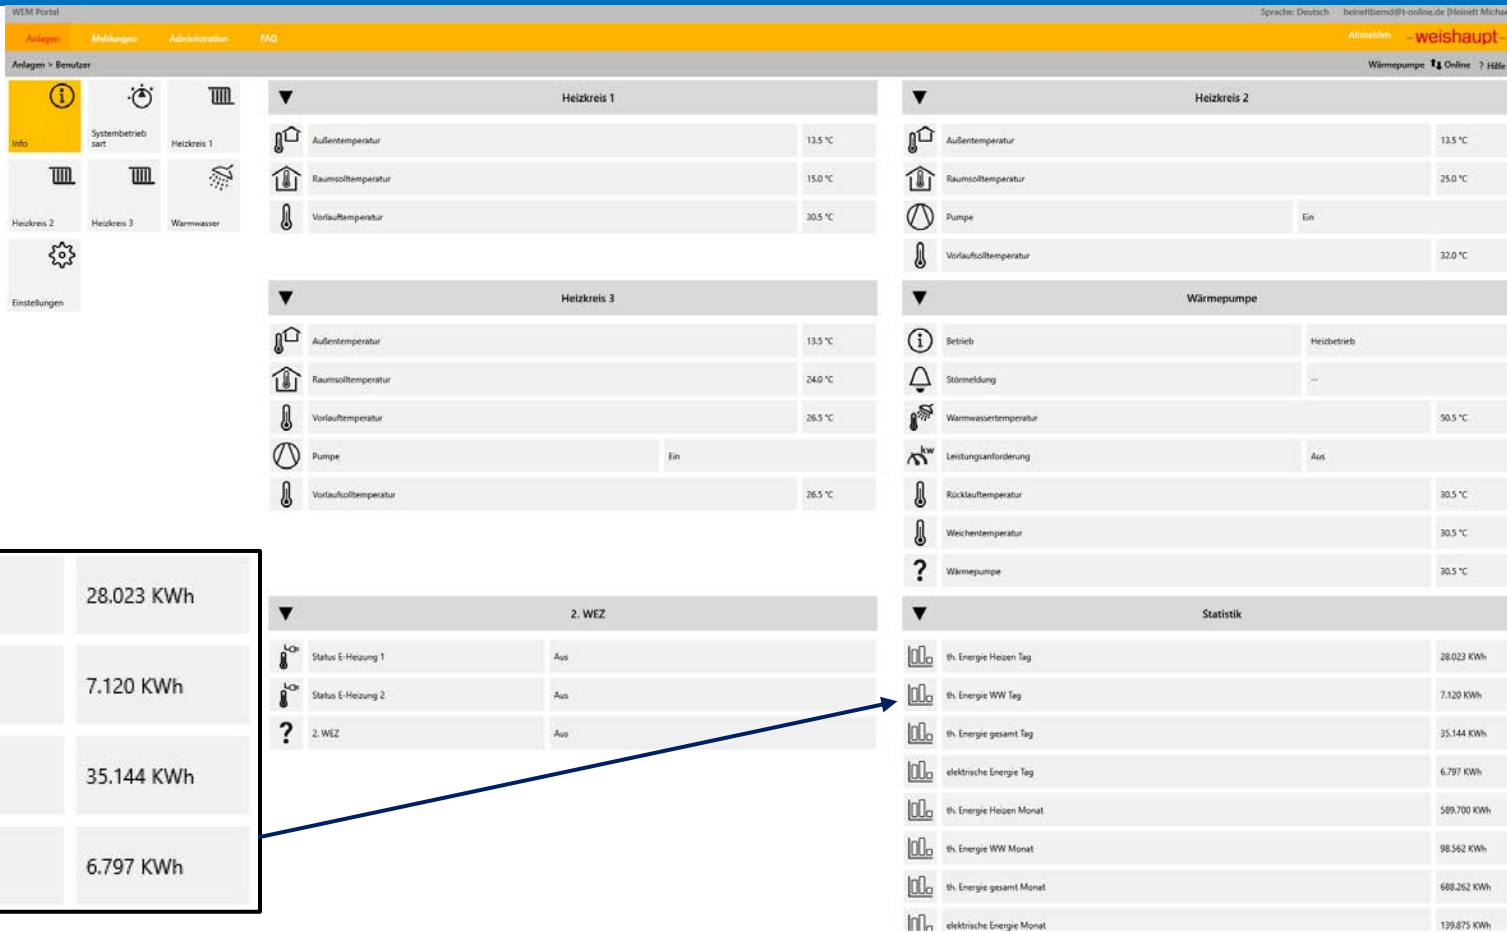 WEM Portal
Sprache: Deutsch heineltbernd@t-online.de [Heinelt Michae
Anlagen Meldungen Administration FAQ
Abmelden -weishaupt-
Anlagen > Benutzer
Wärmepumpe Online ? Hilfe
Info
Systembetrieb
sart
Heizkreis 1
Heizkreis 2
Heizkreis 3
Warmwasser
Einstellungen
Heizkreis 1
Außentemperatur 13.5 °C
Raumsolltemperatur 15.0 °C
Vorlauftemperatur 30.5 °C
Heizkreis 2
Außentemperatur 13.5 °C
Raumsolltemperatur 25.0 °C
Pumpe Ein
Vorlaufsolltemperatur 32.0 °C
Heizkreis 3
Außentemperatur 13.5 °C
Raumsolltemperatur 24.0 °C
Vorlauftemperatur 26.5 °C
Pumpe Ein
Vorlaufsolltemperatur 26.5 °C
Wärmepumpe
Betrieb Heizbetrieb
Störmeldung --
Warmwassertemperatur 50.5 °C
kW Leistungsanforderung Aus
Rücklauftemperatur 30.5 °C
Weichentemperatur 30.5 °C
? Wärmepumpe 30.5 °C
28.023 KWh
7.120 KWh
35.144 KWh
6.797 KWh
2. WEZ
Status E-Heizung 1 Aus
Status E-Heizung 2 Aus
? 2. WEZ Aus
Statistik
th. Energie Heizen Tag 28.023 KWh
th. Energie WW Tag 7.120 KWh
th. Energie gesamt Tag 35.144 KWh
elektrische Energie Tag 6.797 KWh
th. Energie Heizen Monat 589.700 KWh
th. Energie WW Monat 98.562 KWh
th. Energie gesamt Monat 688.262 KWh
elektrische Energie Monat 139.875 KWh